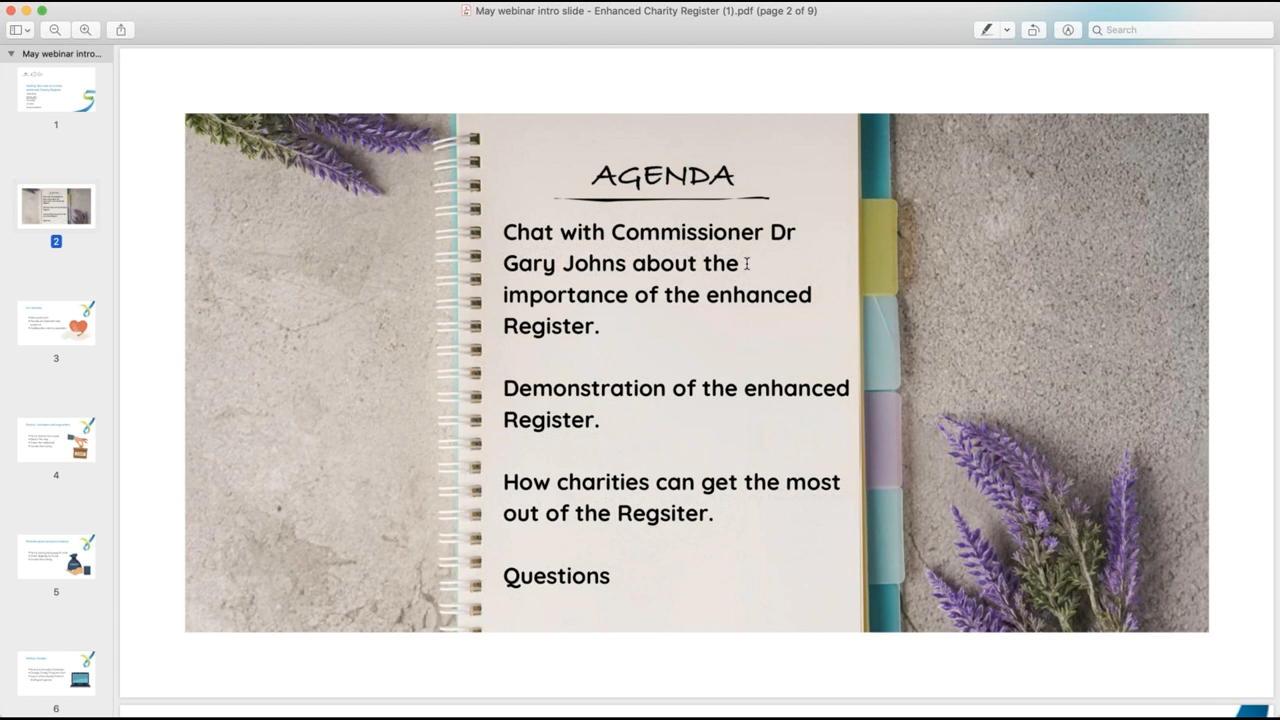 May webinar intro slide - Enhanced Charity Register (1).pdf (page 2 of 9)
Search
May webinar intro...
1
2
3
4
5
6
AGENDA
Chat with Commissioner Dr
Gary Johns about the
importance of the enhanced
Register.
Demonstration of the enhanced
Register.
How charities can get the most
out of the Regsiter.
Questions